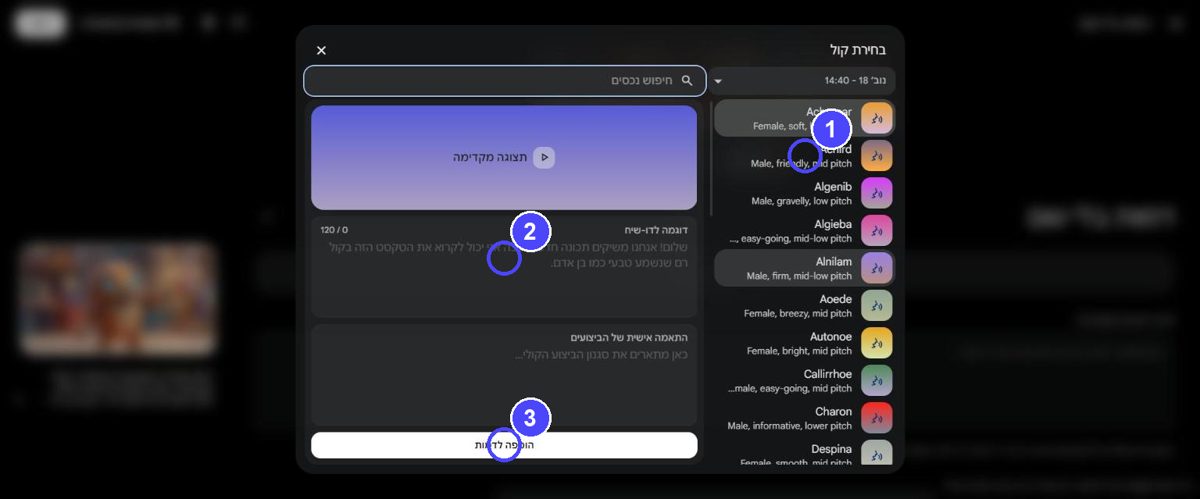 בחירת קול
נוב׳ 18 - 14:40
חיפוש נכסים
1
Female, soft,
Male, friendly, mid pitch
Algenib
Male, gravelly, low pitch
Algieba
..., easy-going, mid-low pitch
Alnilam
Male, firm, mid-low pitch
Aoede
Female, breezy, mid pitch
Autonoe
Female, bright, mid pitch
Callirrhoe
...male, easy-going, mid pitch
Charon
Male, informative, lower pitch
Despina
Female, smooth, mid pitch
תצוגה מקדימה
2
דוגמה לדו-שיח
0 / 120
שלום! אנחנו משיקים תכונה יכול לקרוא את הטקסט הזה בקול
רם שנשמע טבעי כמו בן אדם.
התאמה אישית של הביצועים
כאן מתארים את סגנון הביצוע הקולי...
3
הוספה לדמות